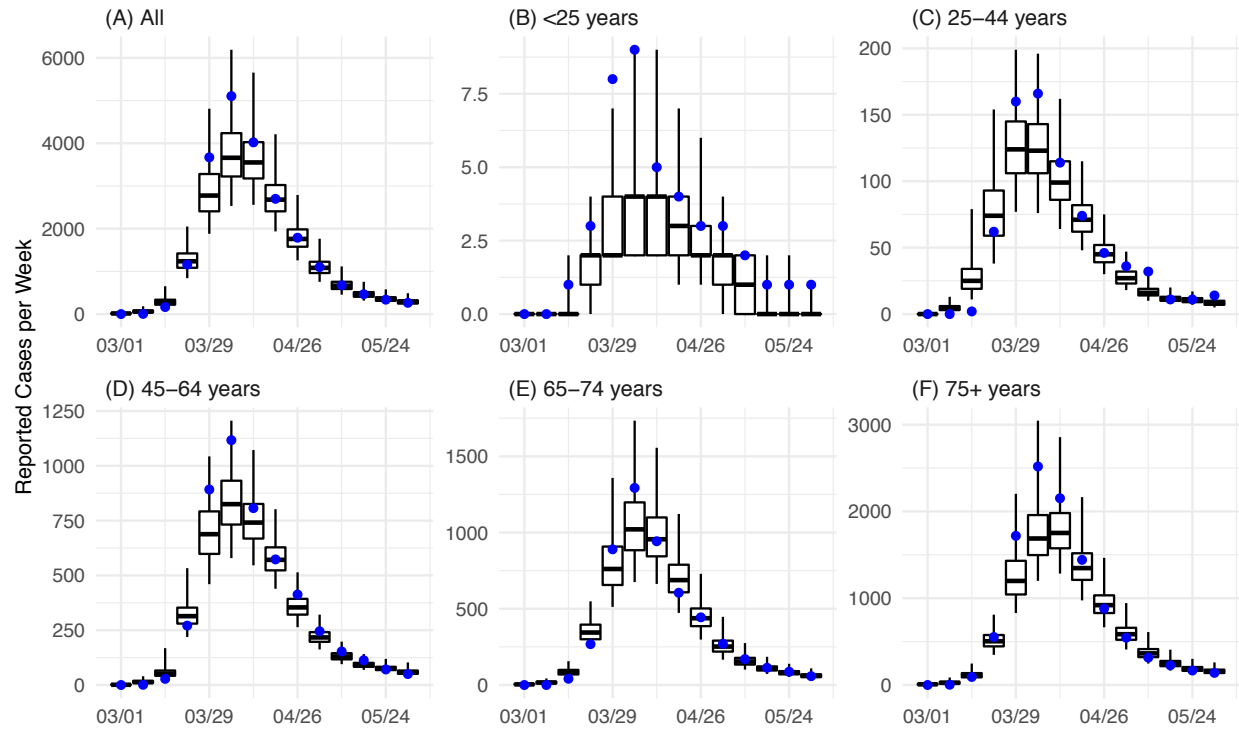 Reported Cases per Week
(A) All
6000
4000
2000
0
03/01 03/29 04/26 05/24
(B) <25 years
7.5
5.0
2.5
0.0
03/01 03/29 04/26 05/24
(C) 25−44 years
200
150
100
50
0
03/01 03/29 04/26 05/24
(D) 45−64 years
1250
1000
750
500
250
0
03/01 03/29 04/26 05/24
(E) 65−74 years
1500
1000
500
0
03/01 03/29 04/26 05/24
(F) 75+ years
3000
2000
1000
0
03/01 03/29 04/26 05/24